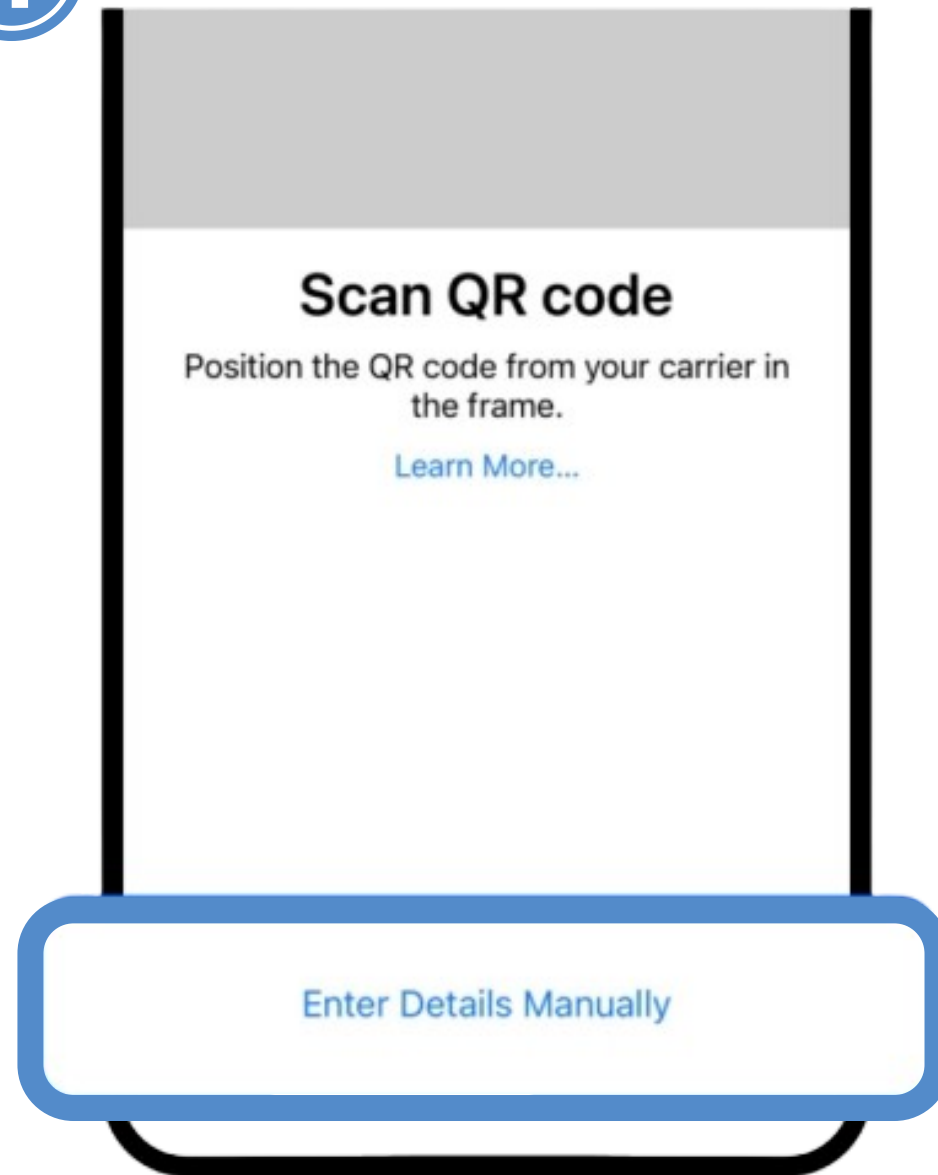 Scan QR code
Position the QR code from your carrier in
the frame.
Learn More...
Enter Details Manually